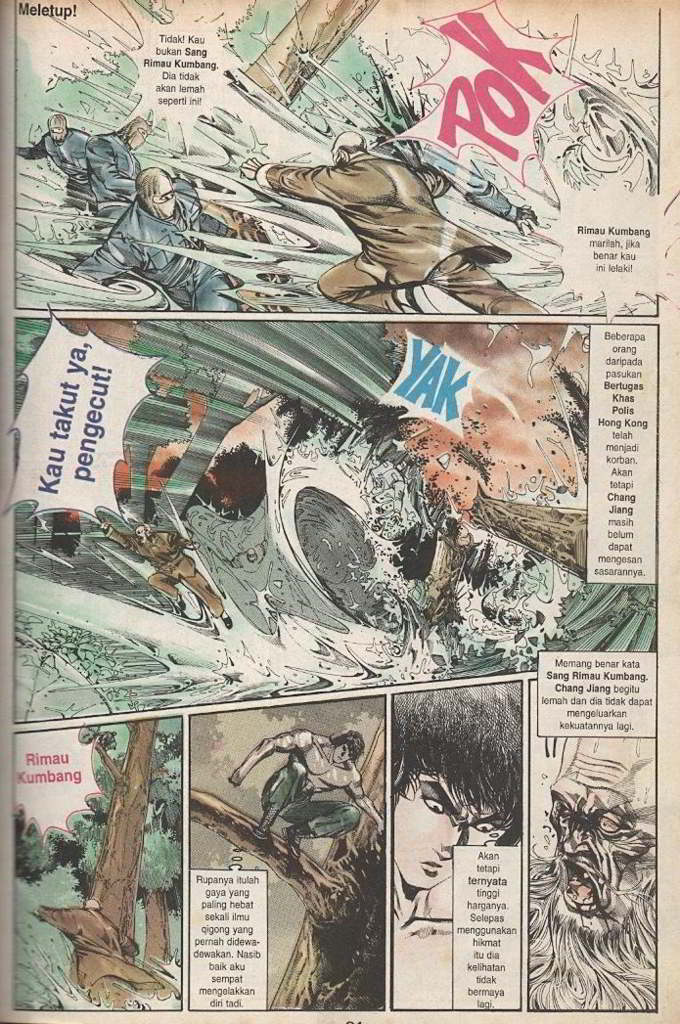 Meletup!
Tidak! Kau
bukan Sang
Rimau Kumbang.
Dia tidak
akan lemah
seperti ini!
POK
Rimau Kumbang
marilah, jika
benar kau
ini lelaki!
Kau takut ya,
pengecut!
YAK
Beberapa
orang
daripada
pasukan
Bertugas
Khas
Polis
Hong Kong
telah
menjadi
korban.
Akan
tetapi
Chang
Jiang
masih
belum
dapat
mengesan
sasarannya.
Memang benar kata
Sang Rimau Kumbang.
Chang Jiang begitu
lemah dan dia tidak dapat
mengeluarkan
kekuatannya lagi.
Rimau
Kumbang
Rupanya itulah
gaya yang
paling hebat
sekali ilmu
qigong yang
pernah didewa-
dewakan. Nasib
baik aku
sempat
mengelakkan
diri tadi.
Akan
tetapi
ternyata
tinggi
harganya.
Selepas
menggunakan
hikmat
itu dia
kelihatan
tidak
bermaya
lagi.